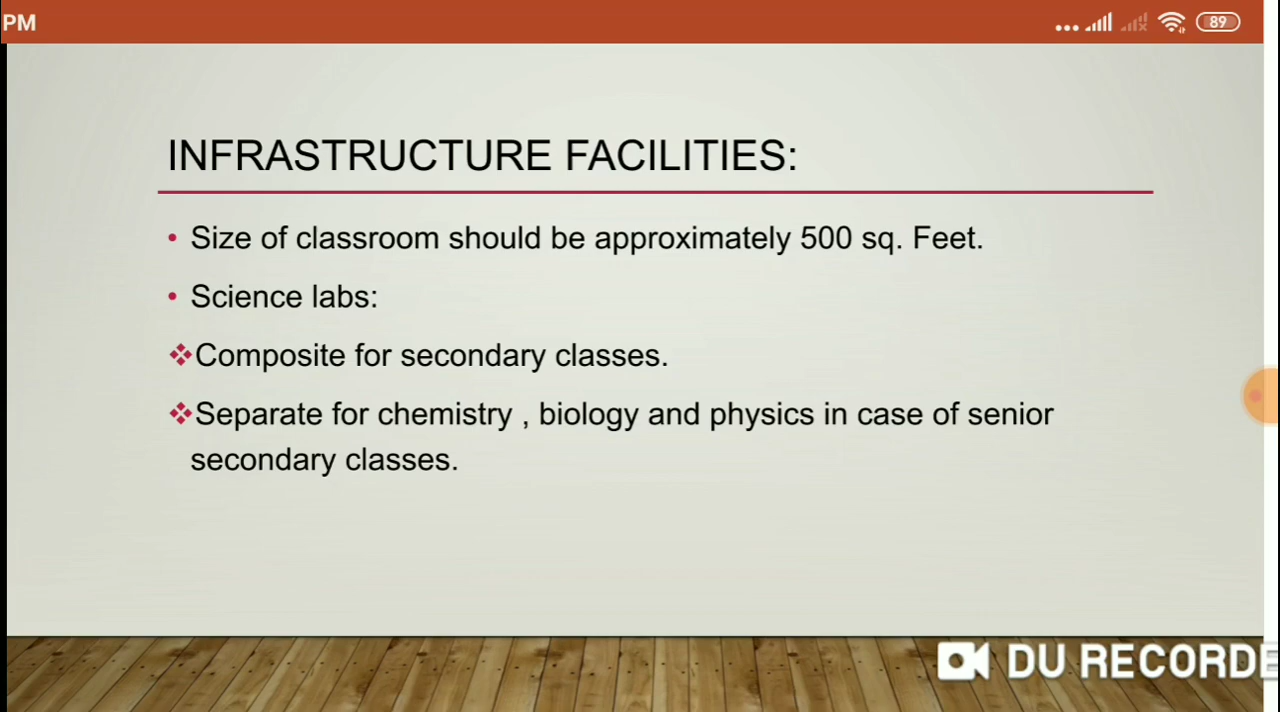 PM
89
INFRASTRUCTURE FACILITIES:
• Size of classroom should be approximately 500 sq. Feet.
• Science labs:
❖Composite for secondary classes.
❖Separate for chemistry , biology and physics in case of senior
secondary classes.
DU RECORDE